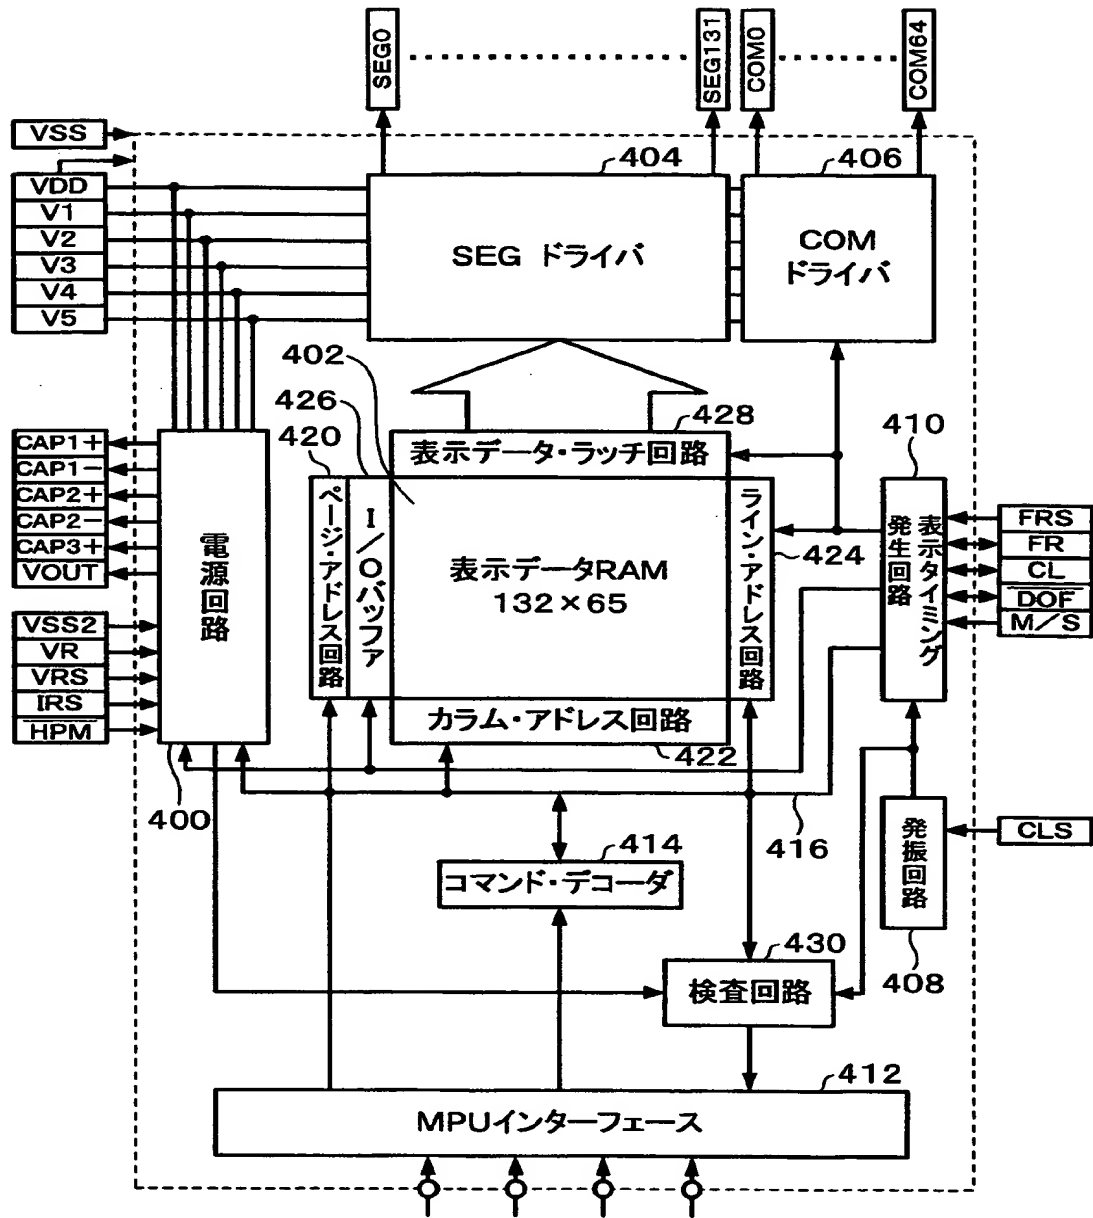 SEG0
SEG131
COM0
COM64
VSS
404
406
VDD
V1
V2
V3
V4
V5
SEG ドライバ
COM
ドライバ
402
426
420
428
410
CAP1+
CAP1-
CAP2+
CAP2-
CAP3+
VOUT
表示データ・ラッチ回路
電源回路
ページ・アドレス回路
I/Oバッファ
表示データRAM
132×65
ライン・アドレス回路
424
表示タイミング
発生回路
FRS
FR
CL
DOF
M/S
VSS2
VR
VRS
IRS
HPM
カラム・アドレス回路
422
400
416
414
コマンド・デコーダ
発振回路
CLS
408
430
検査回路
412
MPUインターフェース